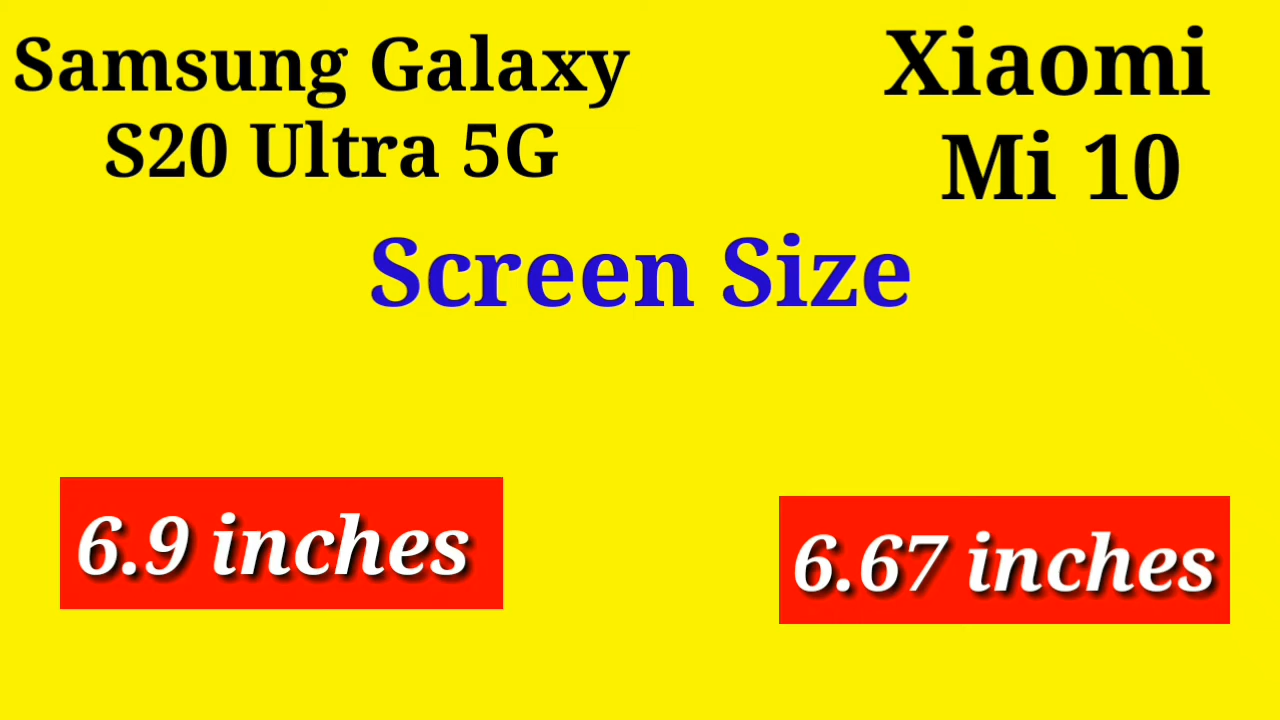 Samsung Galaxy
S20 Ultra 5G
Xiaomi
Mi 10
Screen Size
6.9 inches
6.67 inches